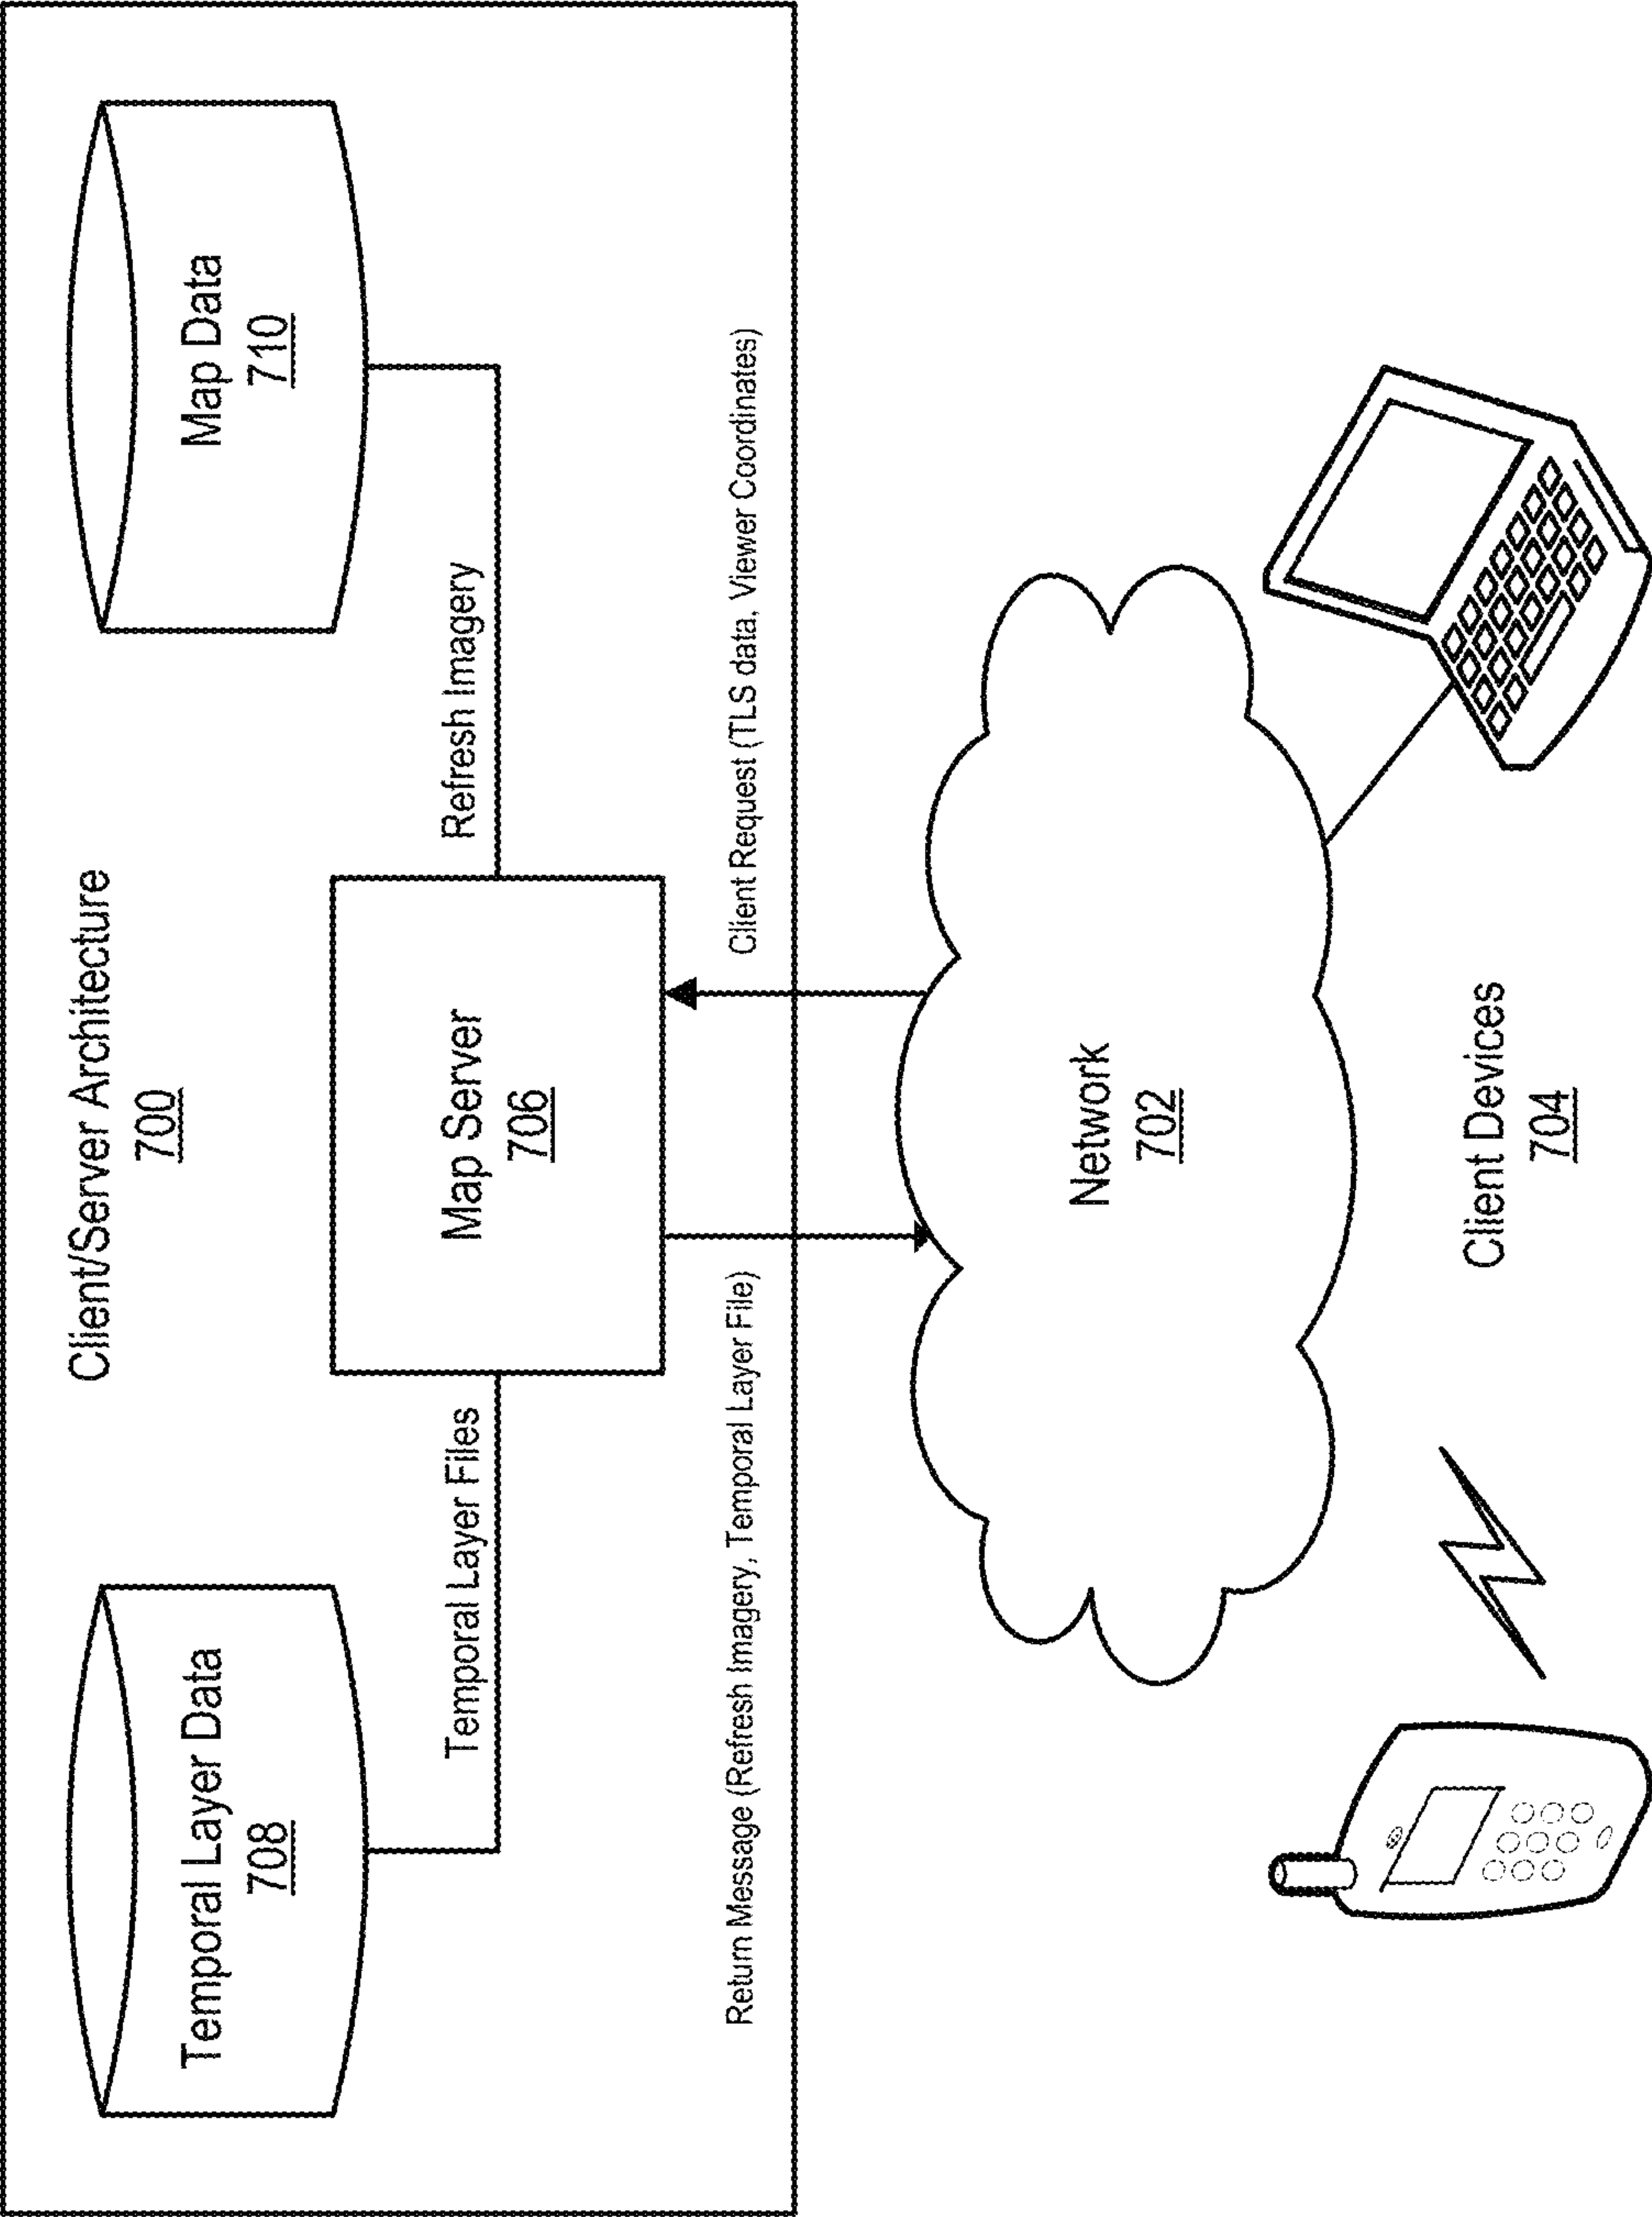 Client/Server Architecture
700
Temporal Layer Data
708
Map Data
710
Temporal Layer Files
Map Server
706
Refresh Imagery
Return Message (Refresh Imagery, Temporal Layer File)
Client Request (TLS data, Viewer Coordinates)
Network
702
Client Devices
704